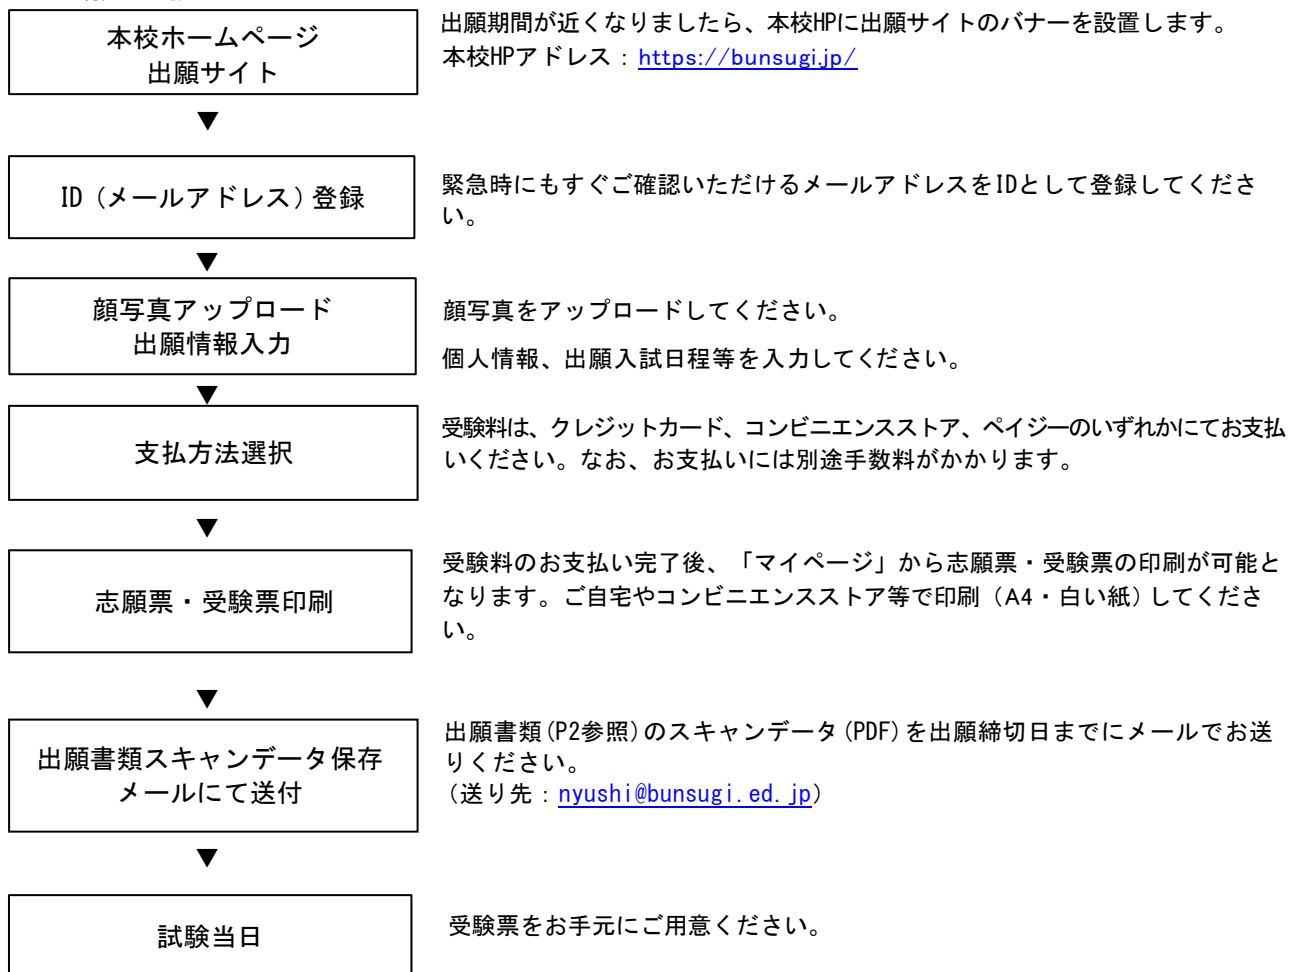 本校ホームページ
出願サイト
出願期間が近くなりましたら、本校HPに出願サイトのバナーを設置します。
本校HPアドレス：https://bunsugi.jp/
▼
ID（メールアドレス）登録
緊急時にもすぐご確認いただけるメールアドレスをIDとして登録してくださ
い。
▼
顔写真アップロード
出願情報入力
顔写真をアップロードしてください。
個人情報、出願入試日程等を入力してください。
▼
支払方法選択
受験料は、クレジットカード、コンビニエンスストア、ペイジーのいずれかにてお支払
いください。なお、お支払いには別途手数料がかかります。
▼
志願票・受験票印刷
受験料のお支払い完了後、「マイページ」から志願票・受験票の印刷が可能と
なります。ご自宅やコンビニエンスストア等で印刷（A4・白い紙）してくださ
い。
▼
出願書類スキャンデータ保存
メールにて送付
出願書類(P2参照)のスキャンデータ(PDF)を出願締切日までにメールでお送
りください。
（送り先：nyushi@bunsugi.ed.jp）
▼
試験当日
受験票をお手元にご用意ください。